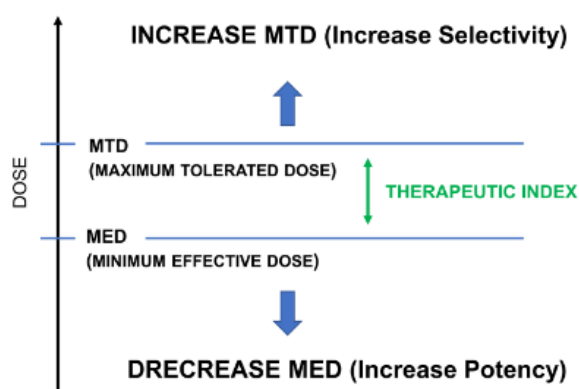 INCREASE MTD (Increase Selectivity)
MTD
(MAXIMUM TOLERATED DOSE)
DOSE
THERAPEUTIC INDEX
MED
(MINIMUM EFFECTIVE DOSE)
DRECREASE MED (Increase Potency)